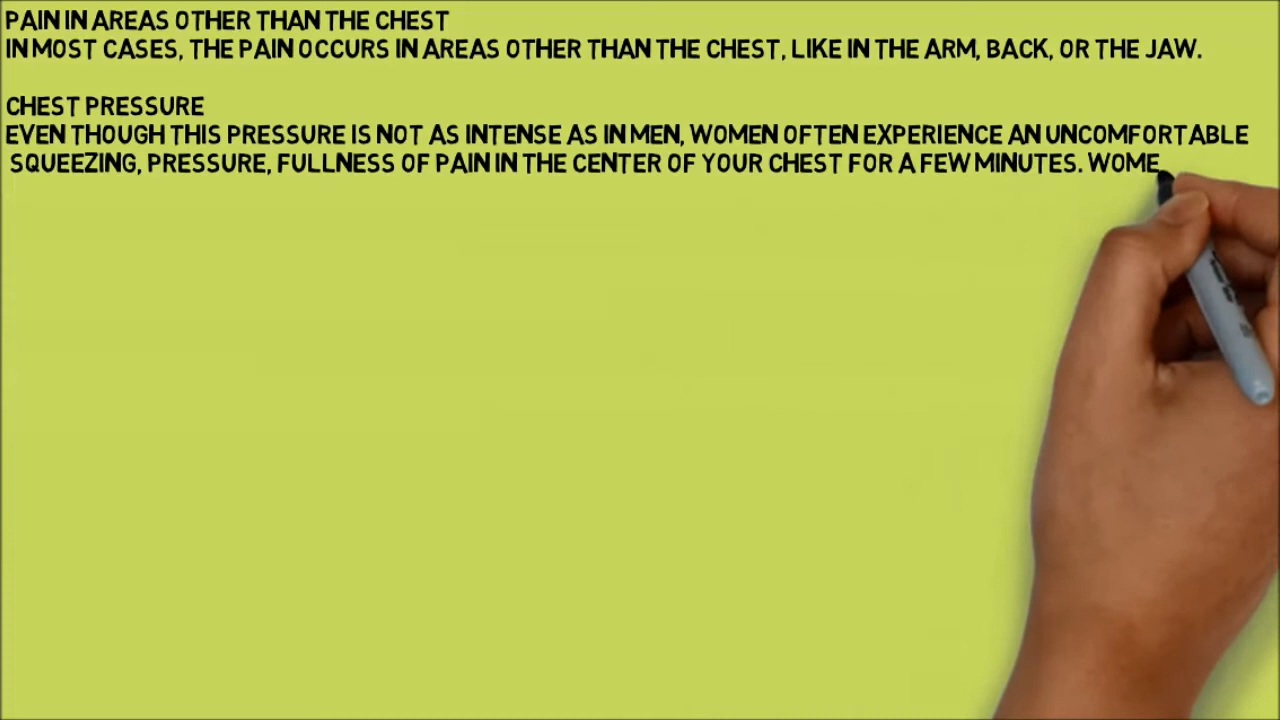 PAIN IN AREAS OTHER THAN THE CHEST
IN MOST CASES, THE PAIN OCCURS IN AREAS OTHER THAN THE CHEST, LIKE IN THE ARM, BACK, OR THE JAW.
CHEST PRESSURE
EVEN THOUGH THIS PRESSURE IS NOT AS INTENSE AS IN MEN, WOMEN OFTEN EXPERIENCE AN UNCOMFORTABLE
SQUEEZING, PRESSURE, FULLNESS OF PAIN IN THE CENTER OF YOUR CHEST FOR A FEW MINUTES. WOME